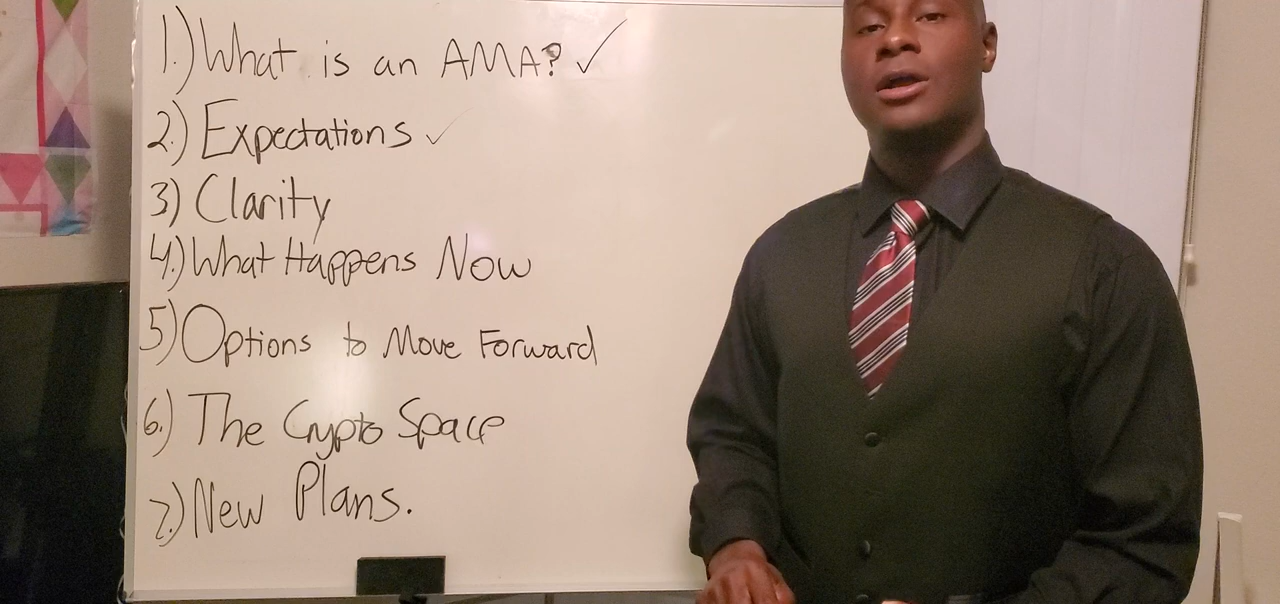 1.) What is an AMA? ✓
2.) Expectations ✓
3) Clarity
4.) What Happens Now
5) Options to Move Forward
6.) The Crypto Space
7.) New Plans.